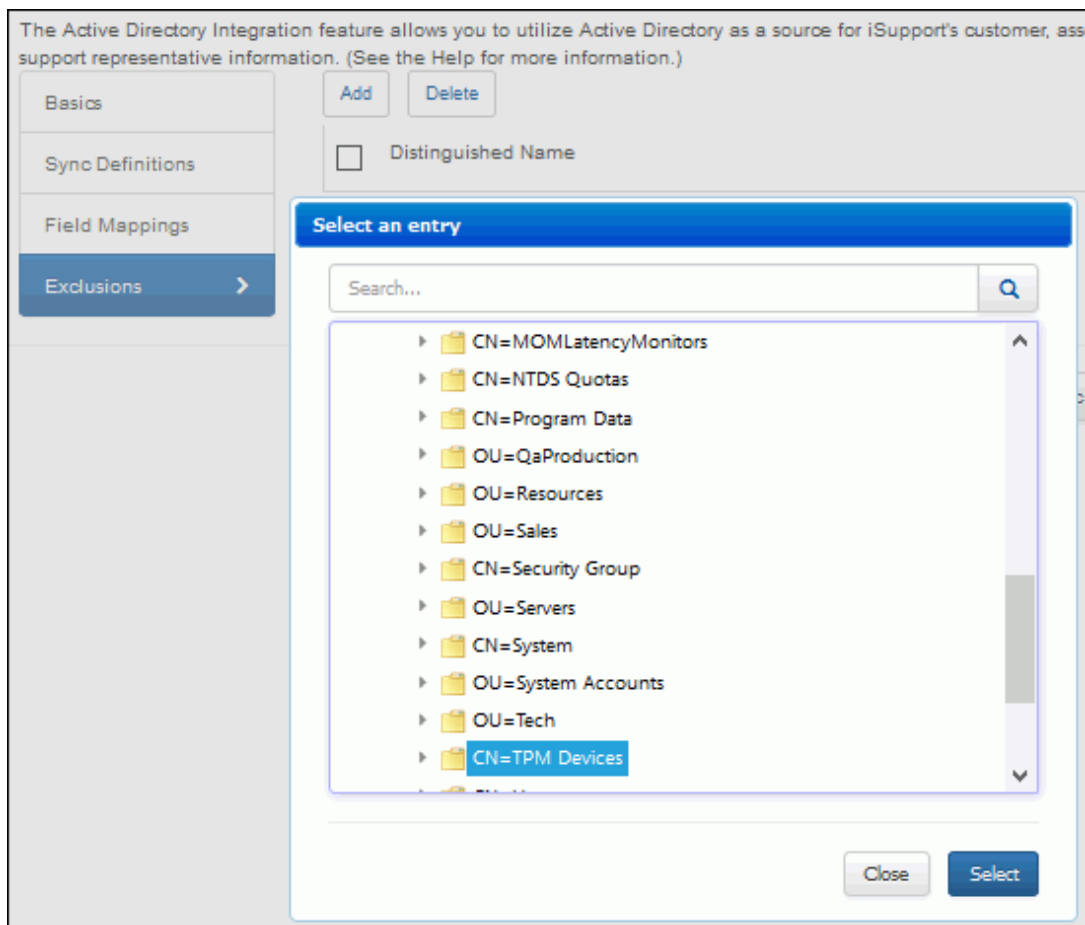 The Active Directory Integration feature allows you to utilize Active Directory as a source for iSupport's customer,
support representative information. (See the Help for more information.)
Basics
Add
Delete
Distinguished Name
Sync Definitions
Field Mappings
Exclusions
Select an entry
Search...
CN=MOMLatencyMonitors
CN=NTDS Quotas
CN=Program Data
OU=QaProduction
OU=Resources
OU=Sales
CN=Security Group
OU=Servers
CN=System
OU=System Accounts
OU=Tech
CN=TPM Devices
Close
Select